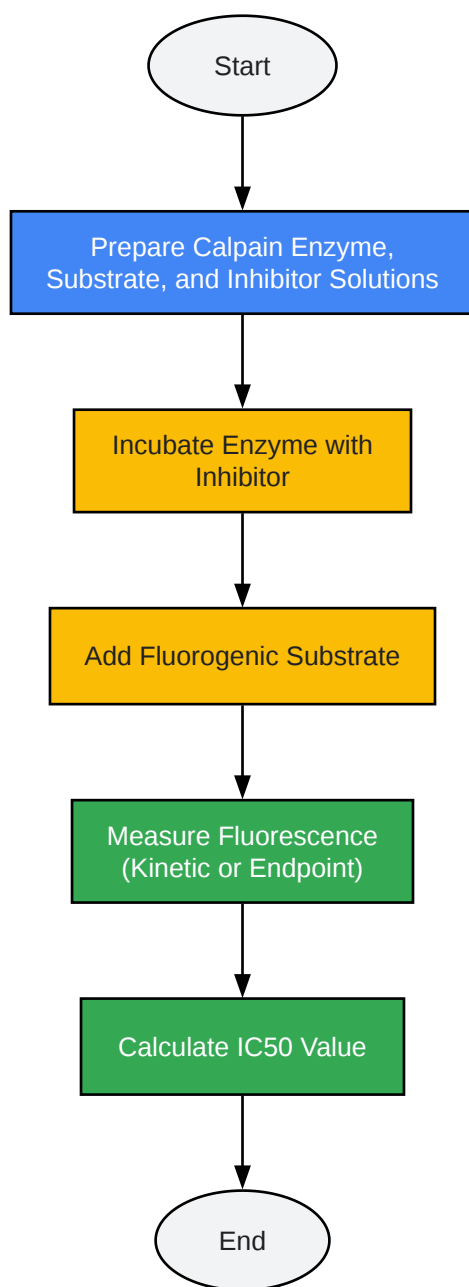 Start
Prepare Calpain Enzyme,
Substrate, and Inhibitor Solutions
Incubate Enzyme with
Inhibitor
Add Fluorogenic Substrate
Measure Fluorescence
(Kinetic or Endpoint)
Calculate IC50 Value
End